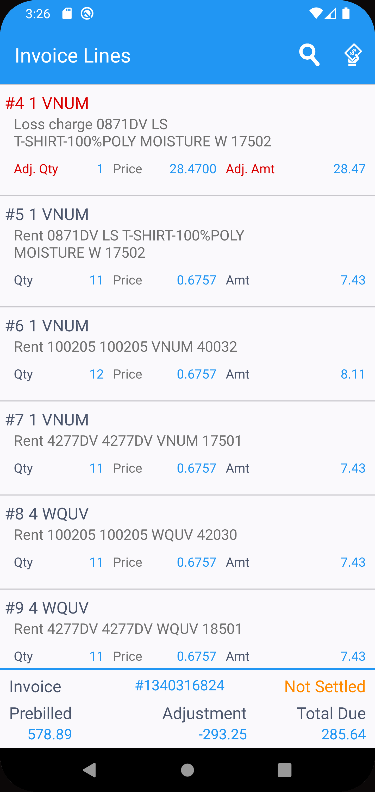 3:26
Invoice Lines
#4 1 VNUM
Loss charge 0871DV LS
T-SHIRT-100%POLY MOISTURE W 17502
Adj. Qty 1 Price 28.4700 Adj. Amt 28.47
#5 1 VNUM
Rent 0871DV LS T-SHIRT-100%POLY
MOISTURE W 17502
Qty 11 Price 0.6757 Amt 7.43
#6 1 VNUM
Rent 100205 100205 VNUM 40032
Qty 12 Price 0.6757 Amt 8.11
#7 1 VNUM
Rent 4277DV 4277DV VNUM 17501
Qty 11 Price 0.6757 Amt 7.43
#8 4 WQUV
Rent 100205 100205 WQUV 42030
Qty 11 Price 0.6757 Amt 7.43
#9 4 WQUV
Rent 4277DV 4277DV WQUV 18501
Qty 11 Price 0.6757 Amt 7.43
Invoice #1340316824 Not Settled
Prebilled Adjustment Total Due
578.89 -293.25 285.64